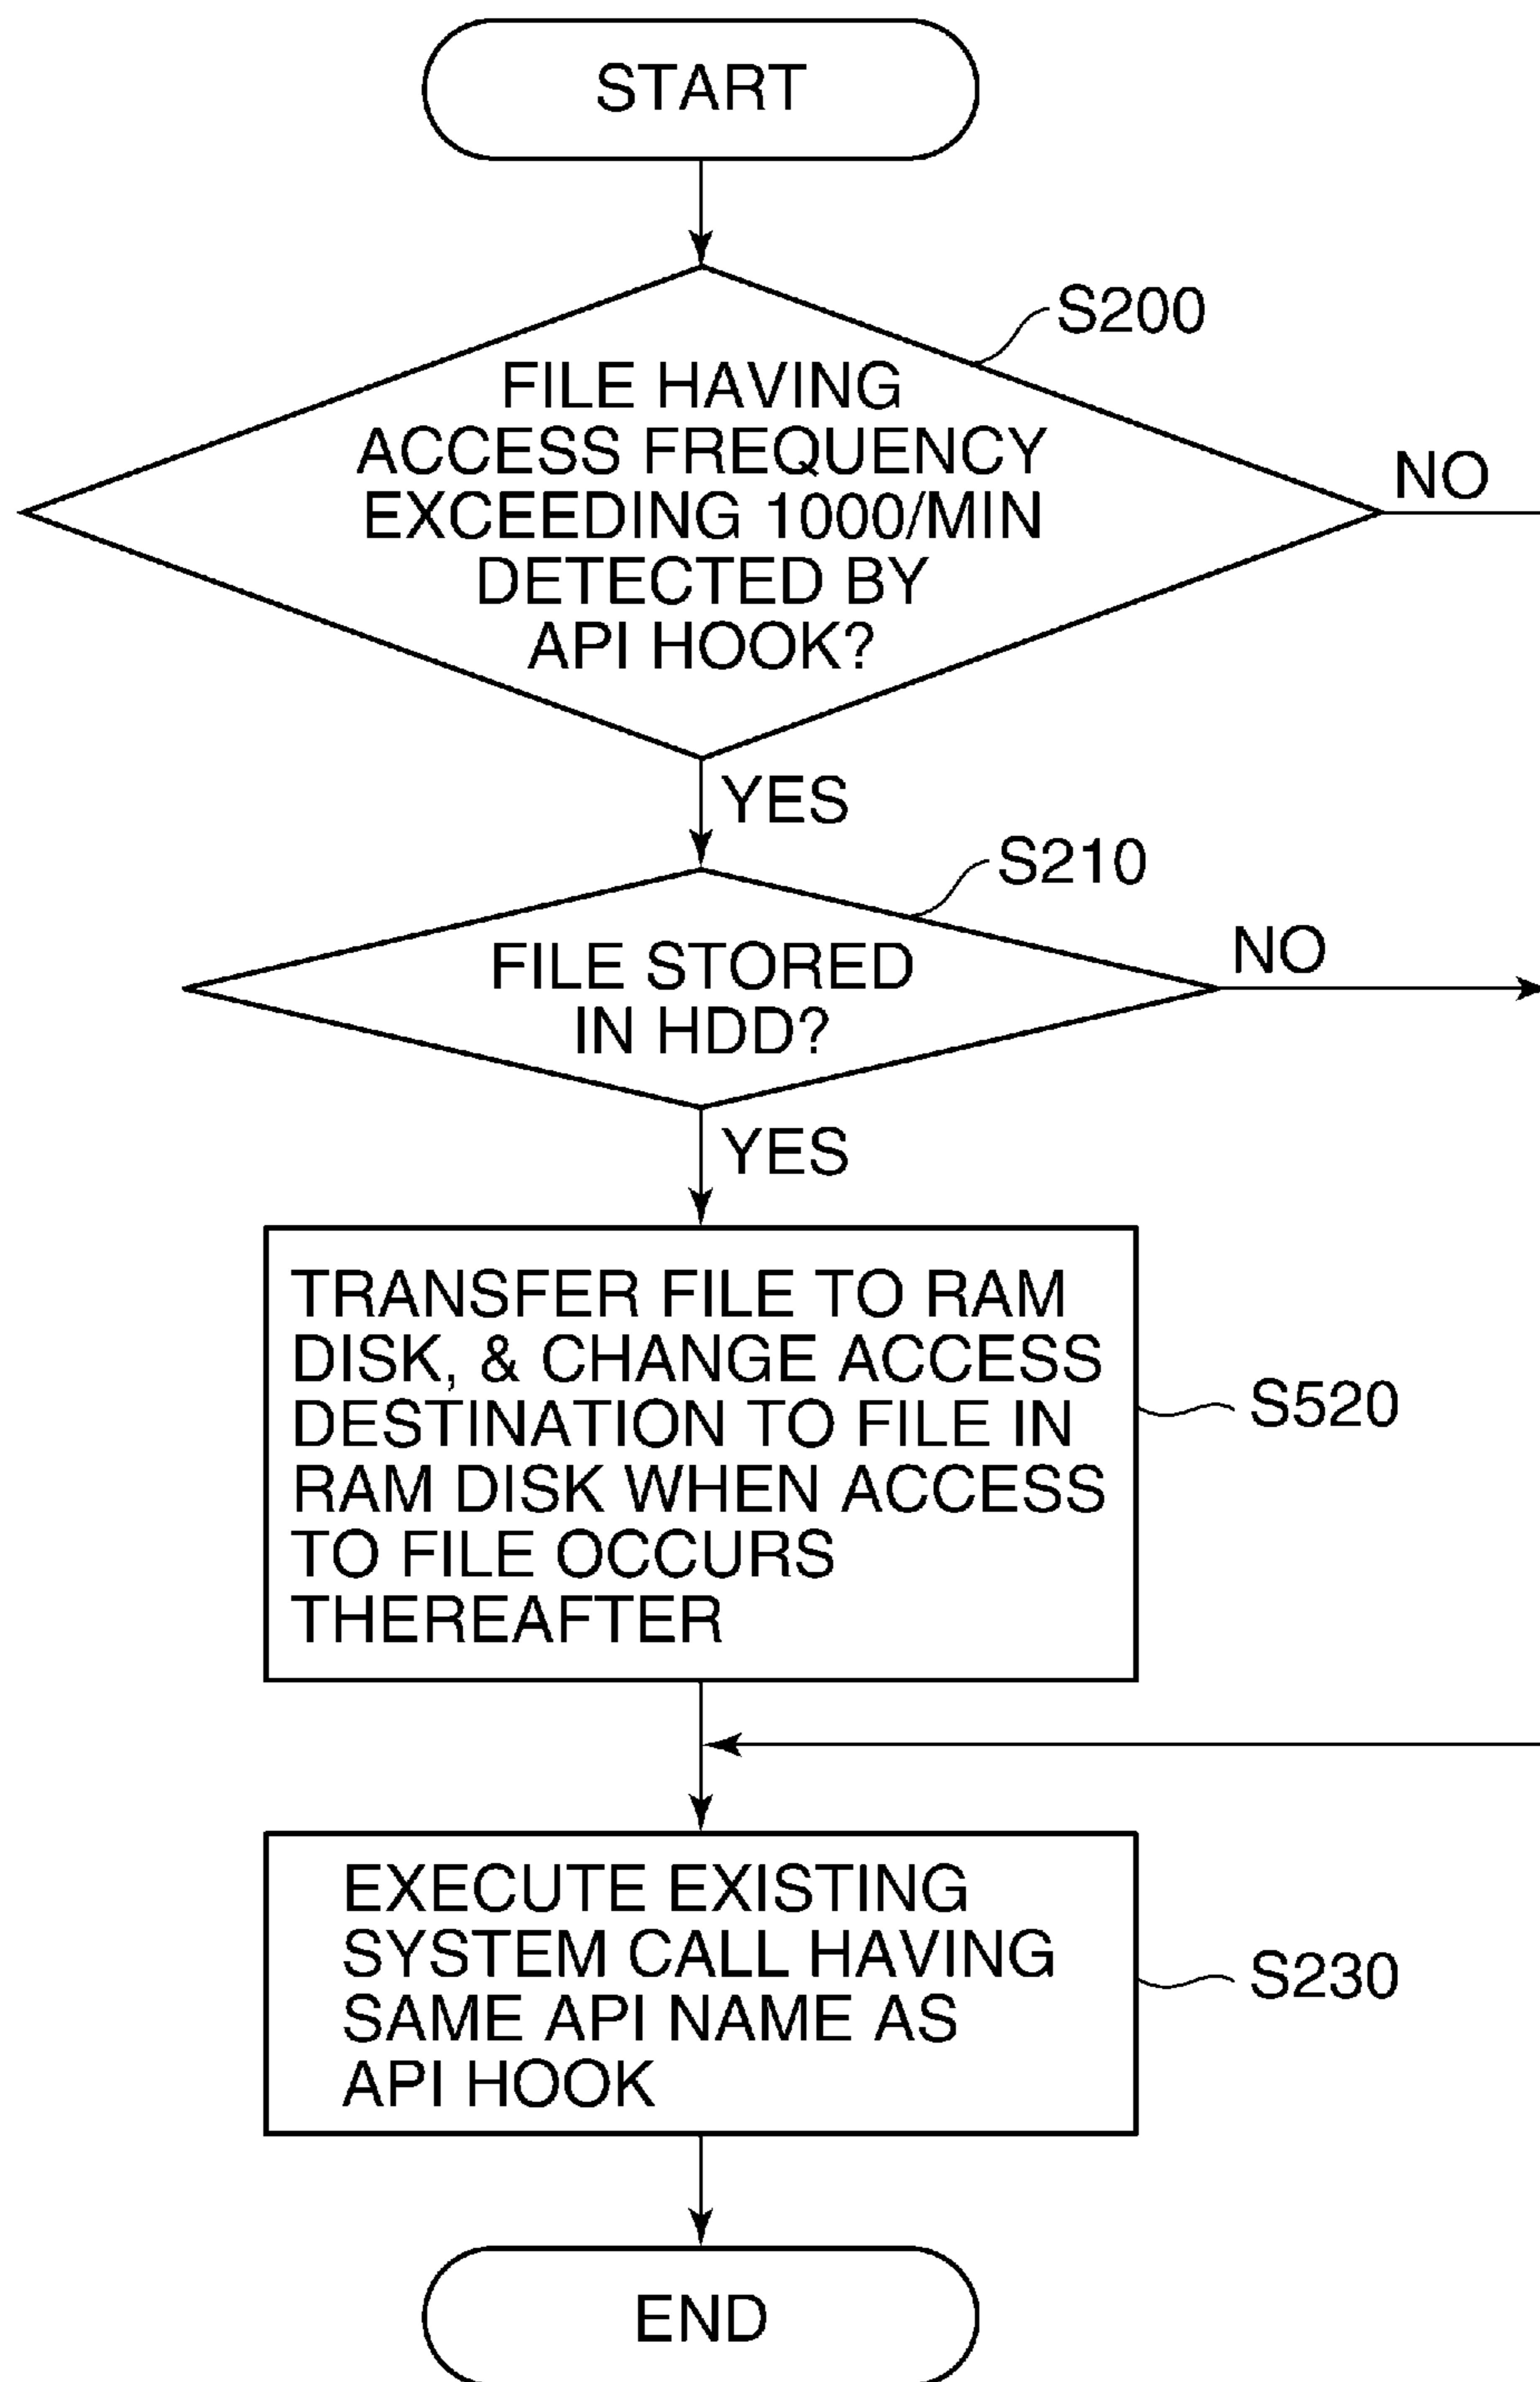 START
S200
FILE HAVING
ACCESS FREQUENCY
EXCEEDING 1000/MIN
DETECTED BY
API HOOK?
NO
YES
S210
FILE STORED
IN HDD?
NO
YES
TRANSFER FILE TO RAM
DISK, & CHANGE ACCESS
DESTINATION TO FILE IN
RAM DISK WHEN ACCESS
TO FILE OCCURS
THEREAFTER
S520
EXECUTE EXISTING
SYSTEM CALL HAVING
SAME API NAME AS
API HOOK
S230
END